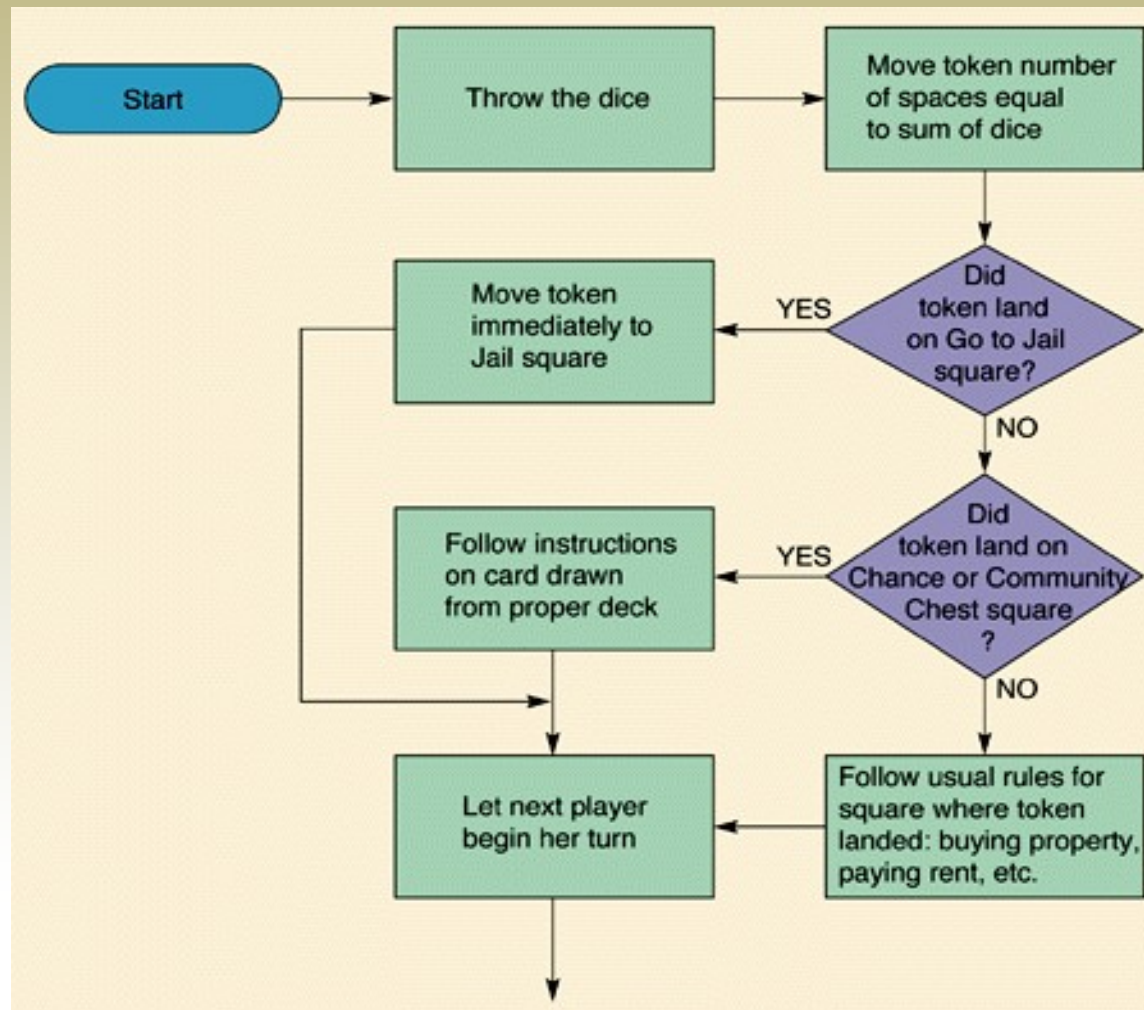 Start
Throw the dice
Move token number
of spaces equal
to sum of dice
Did
token land
on Go to Jail
square?
YES
Move token
immediately to
Jail square
NO
Did
token land on
Chance or Community
Chest square
?
YES
Follow instructions
on card drawn
from proper deck
NO
Follow usual rules for
square where token
landed: buying property,
paying rent, etc.
Let next player
begin her turn